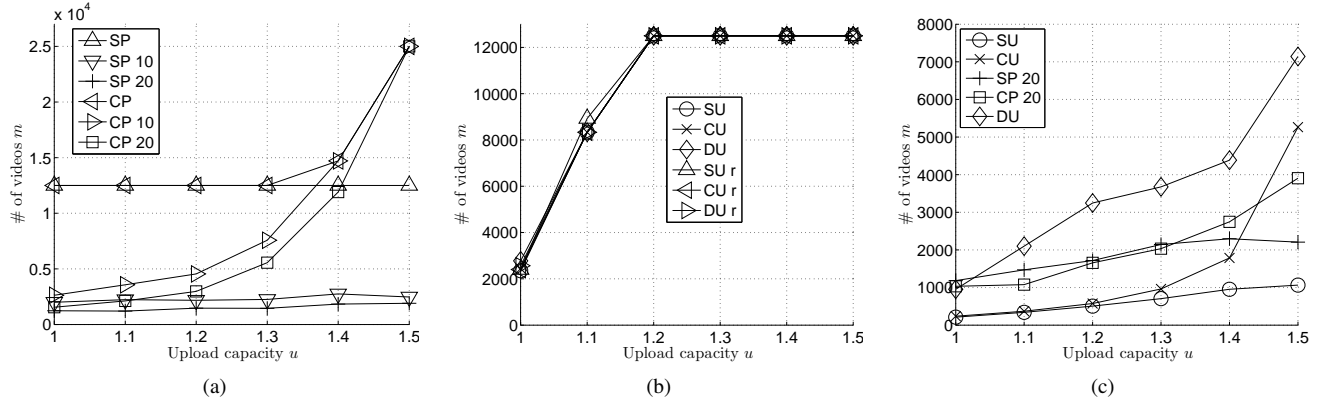 x 10⁴
2.5
1.5
0.5
0
1 1.1 1.2 1.3 1.4 1.5
# of videos m
Upload capacity u
SP
SP 10
SP 20
CP
CP 10
CP 20
(a)
12000
10000
8000
6000
4000
2000
0
1 1.1 1.2 1.3 1.4 1.5
# of videos m
Upload capacity u
SU
CU
DU
SU r
CU r
DU r
(b)
8000
7000
6000
5000
4000
3000
2000
1000
0
1 1.1 1.2 1.3 1.4 1.5
# of videos m
Upload capacity u
SU
CU
SP 20
CP 20
DU
(c)